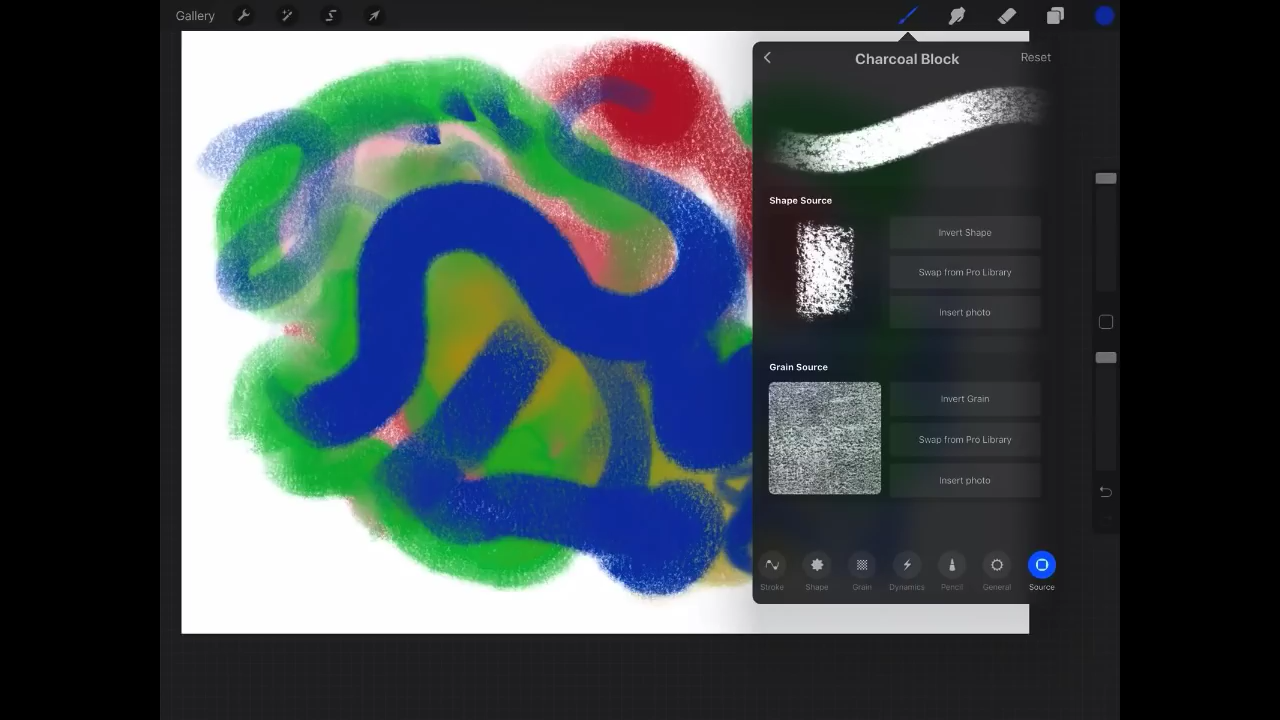 Gallery
Charcoal Block
Reset
Shape Source
Invert Shape
Swap from Pro Library
Insert photo
Grain Source
Invert Grain
Swap from Pro Library
Insert photo
Stroke
Shape
Grain
Dynamics
Pencil
General
Source